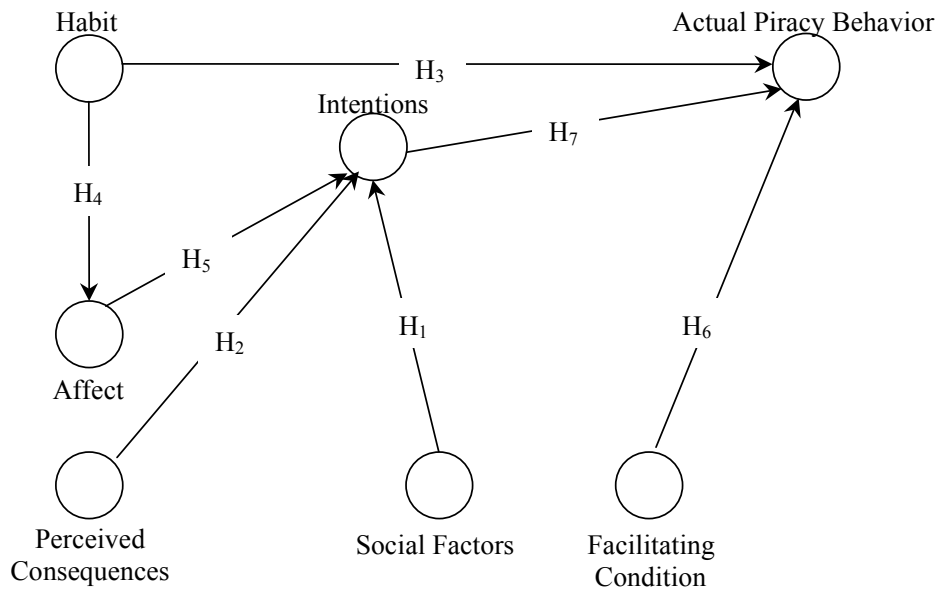 Habit
Actual Piracy Behavior
H3
Intentions
H7
H4
H5
H2
H1
H6
Affect
Perceived
Consequences
Social Factors
Facilitating
Condition